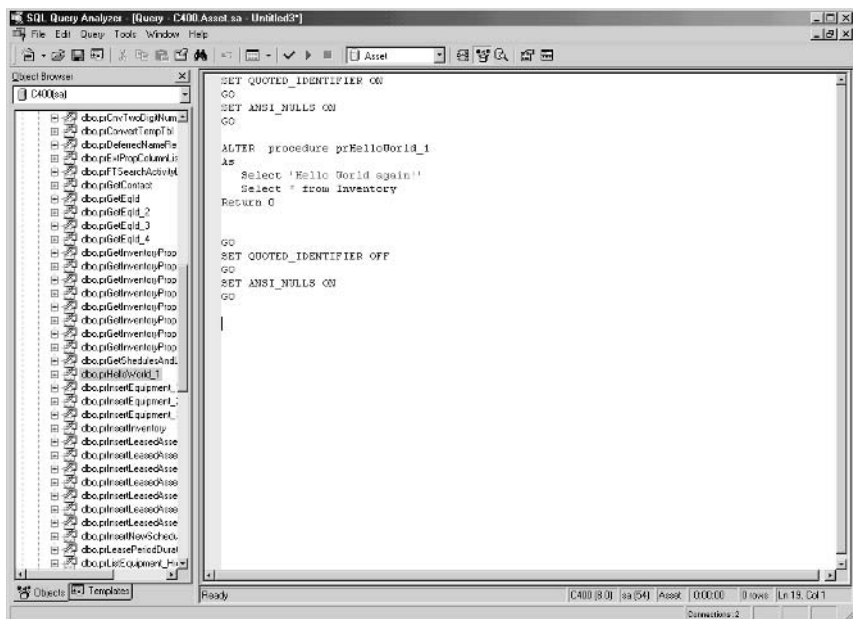 SQL Query Analyzer - [Query - C400.Asset.sa - Untitled3*]
File Edit Query Tools Window Help
Asset
Object Browser
C400(sa)
dbo.prCnvTwoDigitNum
dbo.prConvertTempTbl
dbo.prDeferredNameRe
dbo.prExtPropColumnLis
dbo.prFTSearchActivityL
dbo.prGetContact
dbo.prGetEqId
dbo.prGetEqId_2
dbo.prGetEqId_3
dbo.prGetEqId_4
dbo.prGetInventoryProp
dbo.prGetInventoryProp
dbo.prGetInventoryProp
dbo.prGetInventoryProp
dbo.prGetInventoryProp
dbo.prGetInventoryProp
dbo.prGetInventoryProp
dbo.prGetInventoryProp
dbo.prGetShedulesAndL
dbo.prHelloWorld_1
dbo.prInsertEquipment_
dbo.prInsertEquipment_2
dbo.prInsertEquipment_
dbo.prInsertInventory
dbo.prInsertLeasedAsse
dbo.prInsertLeasedAsse
dbo.prInsertLeasedAsse
dbo.prInsertLeasedAsse
dbo.prInsertLeasedAsse
dbo.prInsertLeasedAsse
dbo.prInsertLeasedAsse
dbo.prInsertNewSchedu
dbo.prLeasePeriodDurat
dbo.prListEquipment_Ha
Objects Templates
SET QUOTED_IDENTIFIER ON
GO
SET ANSI_NULLS ON
GO
ALTER procedure prHelloWorld_1
As
Select 'Hello World again!'
Select * from Inventory
Return 0
GO
SET QUOTED_IDENTIFIER OFF
GO
SET ANSI_NULLS ON
GO
Ready
C400 (8.0) sa (54) Asset 0:00:00 0 rows Ln 19, Col 1
Connections: 2